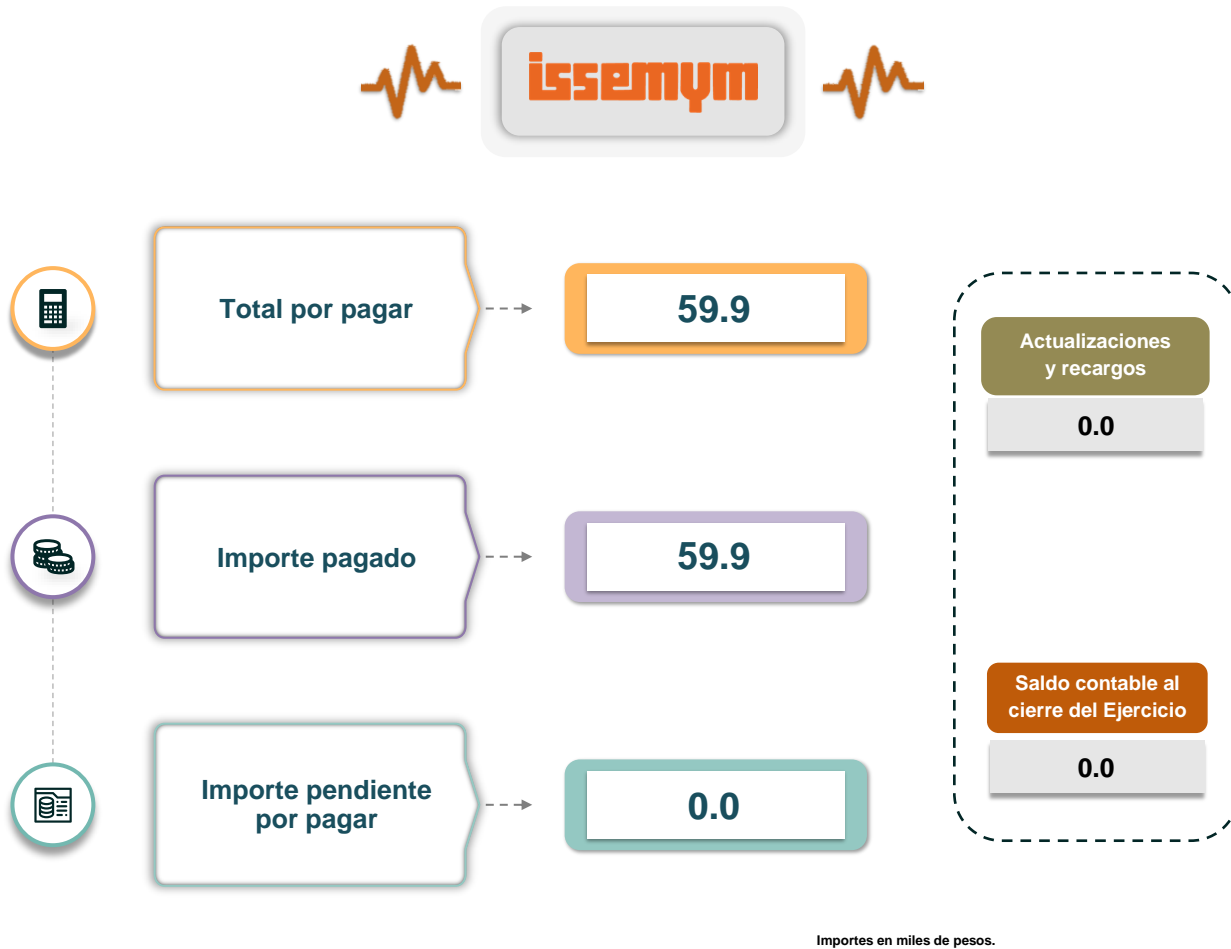 issemym
Total por pagar
59.9
Actualizaciones
y recargos
0.0
Importe pagado
59.9
Saldo contable al
cierre del Ejercicio
0.0
Importe pendiente
por pagar
0.0
Importes en miles de pesos.